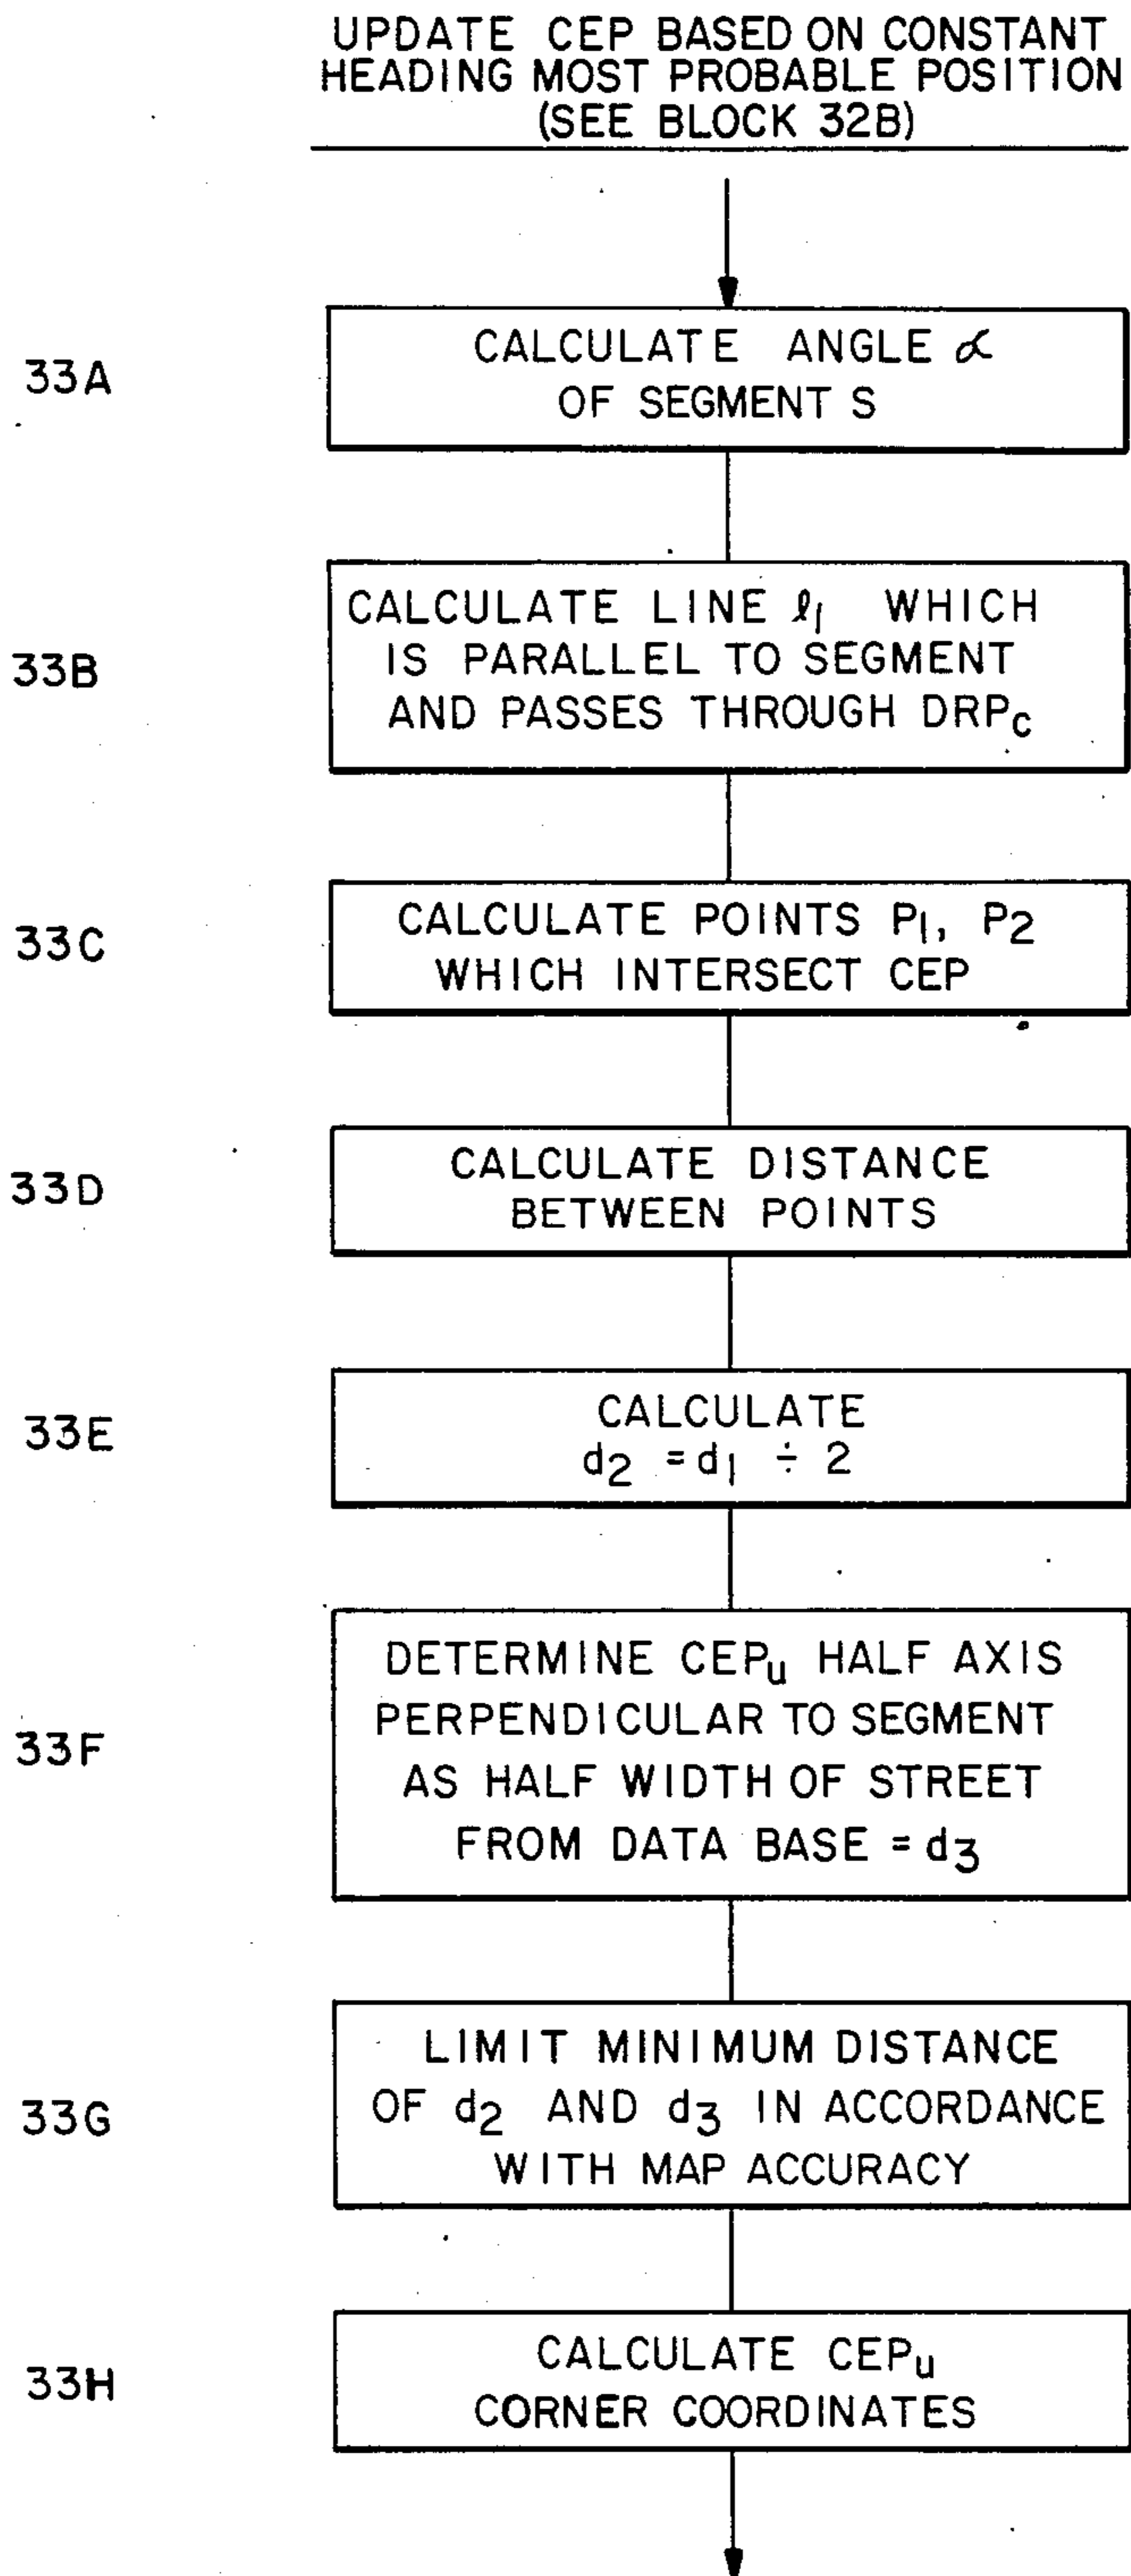 UPDATE CEP BASED ON CONSTANT
HEADING MOST PROBABLE POSITION
(SEE BLOCK 32B)
33A
CALCULATE ANGLE α
OF SEGMENT S
33B
CALCULATE LINE ℓ₁ WHICH
IS PARALLEL TO SEGMENT
AND PASSES THROUGH DRPc
33C
CALCULATE POINTS P₁, P₂
WHICH INTERSECT CEP
33D
CALCULATE DISTANCE
BETWEEN POINTS
33E
CALCULATE
d₂ = d₁ ÷ 2
33F
DETERMINE CEPᵤ HALF AXIS
PERPENDICULAR TO SEGMENT
AS HALF WIDTH OF STREET
FROM DATA BASE = d₃
33G
LIMIT MINIMUM DISTANCE
OF d₂ AND d₃ IN ACCORDANCE
WITH MAP ACCURACY
33H
CALCULATE CEPᵤ
CORNER COORDINATES